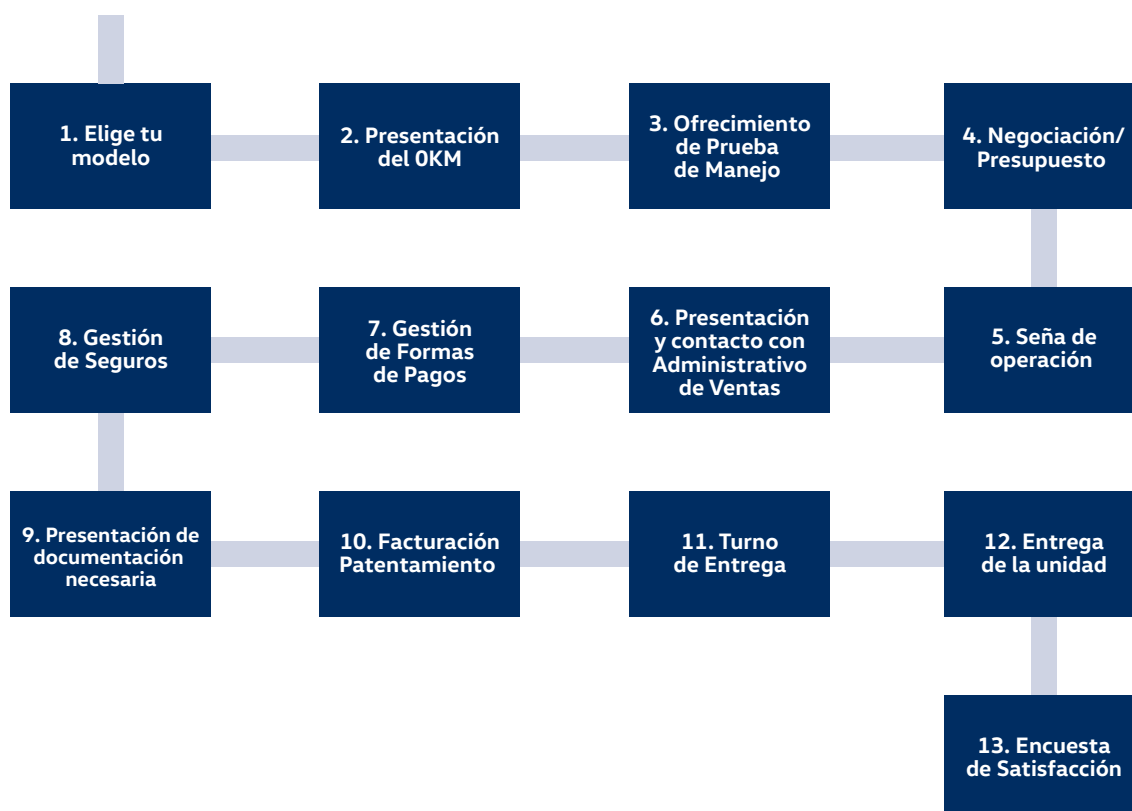 1. Elige tu
modelo
2. Presentación
del 0KM
3. Ofrecimiento
de Prueba
de Manejo
4. Negociación/
Presupuesto
5. Seña de
operación
6. Presentación
y contacto con
Administrativo
de Ventas
7. Gestión
de Formas
de Pagos
8. Gestión
de Seguros
9. Presentación de
documentación
necesaria
10. Facturación
Patentamiento
11. Turno
de Entrega
12. Entrega
de la unidad
13. Encuesta
de Satisfacción